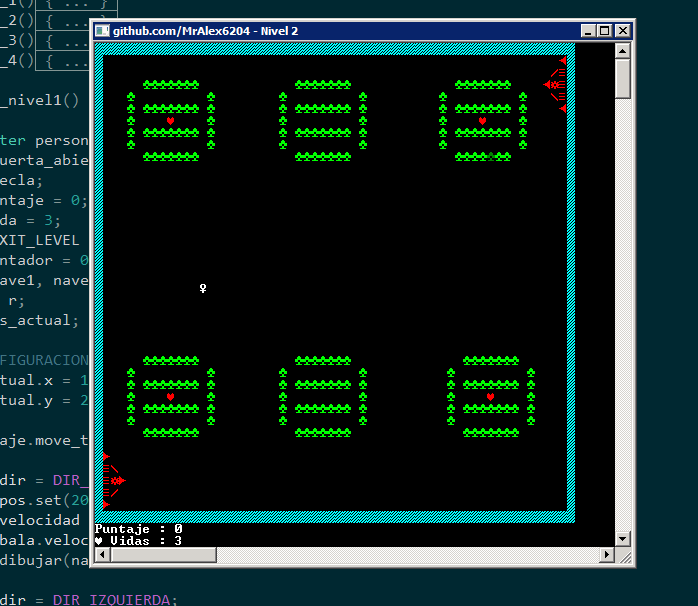 _1() { ... }
_2() { ... }
_3() { ...
_4() { ...
github.com/MrAlex6204 - Nivel 2
_nivel1()
ter person
uerta_abie
ecla;
ntaje = 0;
da = 3;
XIT_LEVEL
ntador = 0
ave1, nave
r;
s_actual;
FIGURACION
tual.x = 1
tual.y = 2
aje.move_t
dir = DIR_
pos.set(20
velocidad
bala.veloc
dibujar(na
dir = DIR_IZQUIERDA;
Puntaje : 0
♥ Vidas : 3